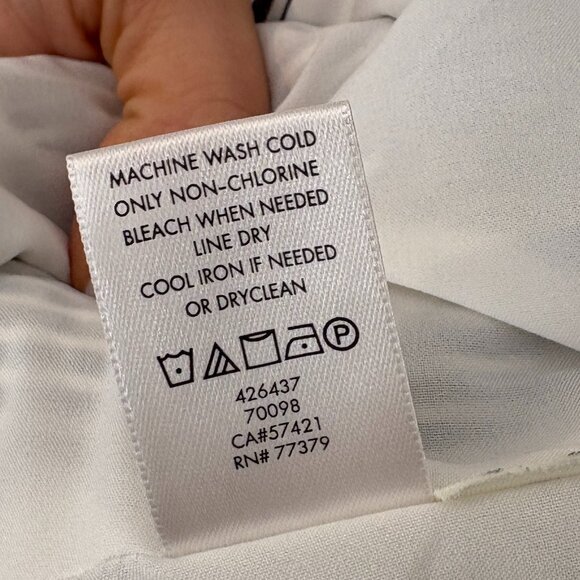 MACHINE WASH COLD
ONLY NON-CHLORINE
BLEACH WHEN NEEDED
LINE DRY
COOL IRON IF NEEDED
OR DRYCLEAN
P
426437
70098
CA#57421
RN# 77379